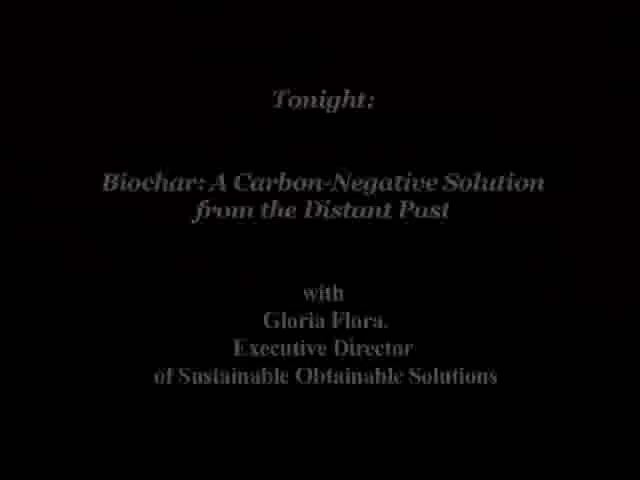 Tonight:
Biochar: A Carbon-Negative Solution
from the Distant Past
with
Gloria Flora,
Executive Director
of Sustainable Obtainable Solutions